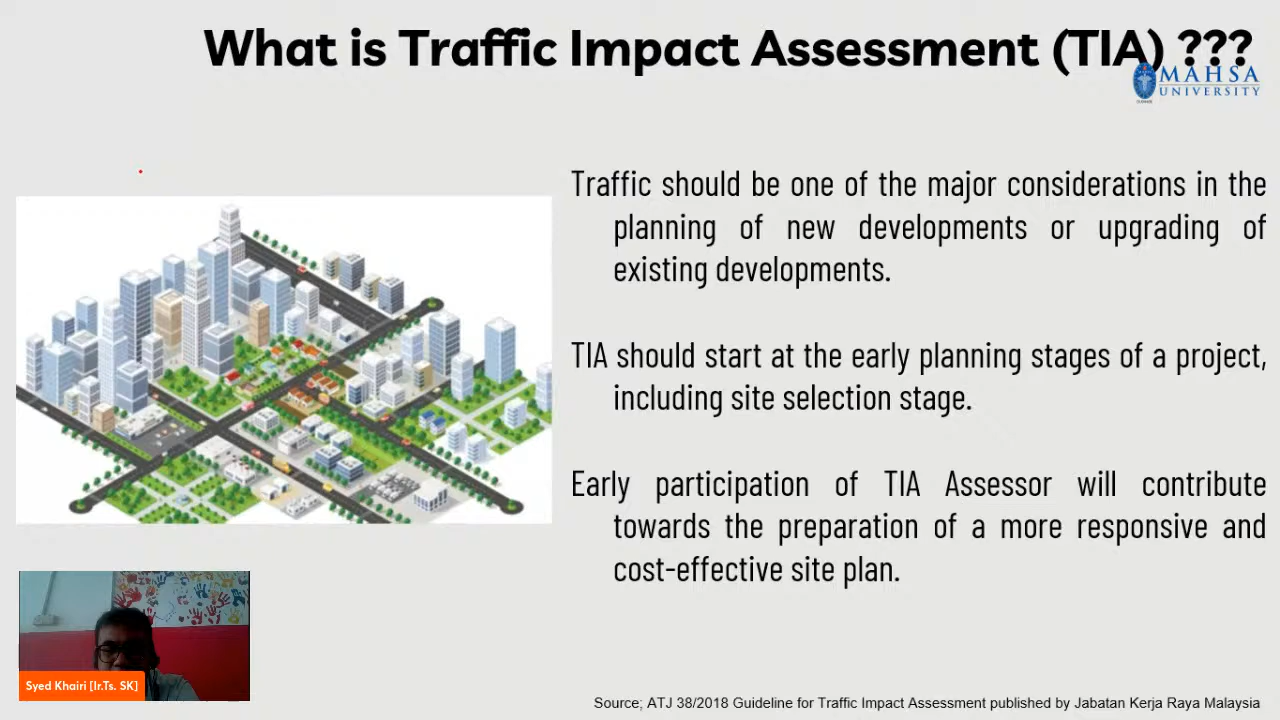 What is Traffic Impact Assessment (TIA) ???
MAHSA
UNIVERSITY
Traffic should be one of the major considerations in the
planning of new developments or upgrading of
existing developments.
TIA should start at the early planning stages of a project,
including site selection stage.
Early participation of TIA Assessor will contribute
towards the preparation of a more responsive and
cost-effective site plan.
Syed Khairi [Ir.Ts. SK]
Source; ATJ 38/2018 Guideline for Traffic Impact Assessment published by Jabatan Kerja Raya Malaysia